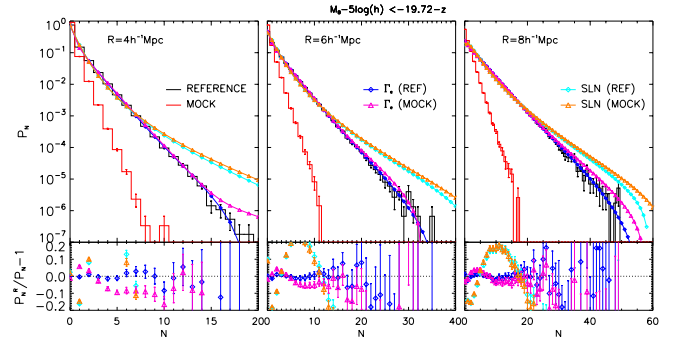 M_B−5log(h) <−19.72−z
R=4h⁻¹Mpc
R=6h⁻¹Mpc
R=8h⁻¹Mpc
REFERENCE
MOCK
Γ_e (REF)
Γ_e (MOCK)
SLN (REF)
SLN (MOCK)
P_N
10⁰
10⁻¹
10⁻²
10⁻³
10⁻⁴
10⁻⁵
10⁻⁶
10⁻⁷
P_N^R/P_N−1
0.2
0.1
0.0
−0.1
−0.2
0 5 10 15 20
0 10 20 30 40
0 20 40 60
N N N